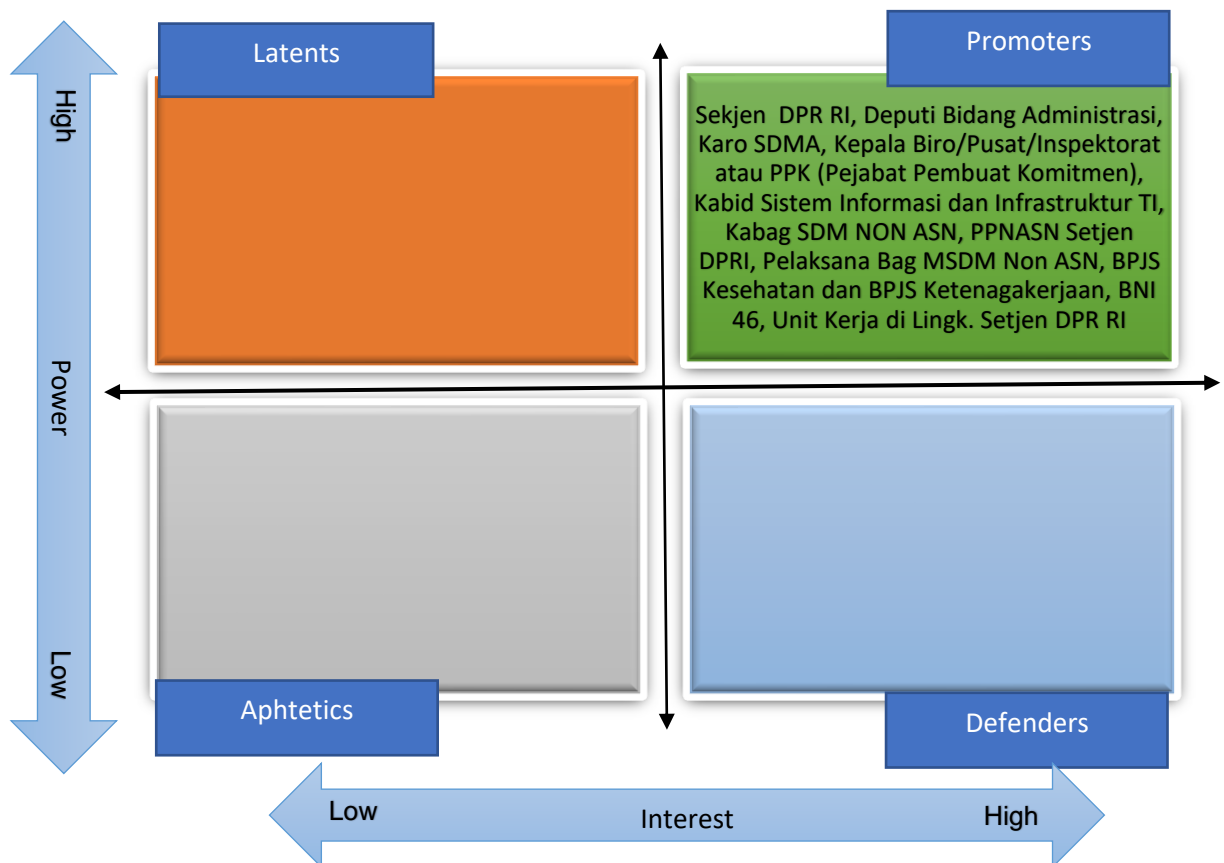 Latents
Promoters
High
Sekjen DPR RI, Deputi Bidang Administrasi,
Karo SDMA, Kepala Biro/Pusat/Inspektorat
atau PPK (Pejabat Pembuat Komitmen),
Kabid Sistem Informasi dan Infrastruktur TI,
Kabag SDM NON ASN, PPNASN Setjen
DPRI, Pelaksana Bag MSDM Non ASN, BPJS
Kesehatan dan BPJS Ketenagakerjaan, BNI
46, Unit Kerja di Lingk. Setjen DPR RI
Power
Low
Aphtetics
Defenders
Low
Interest
High